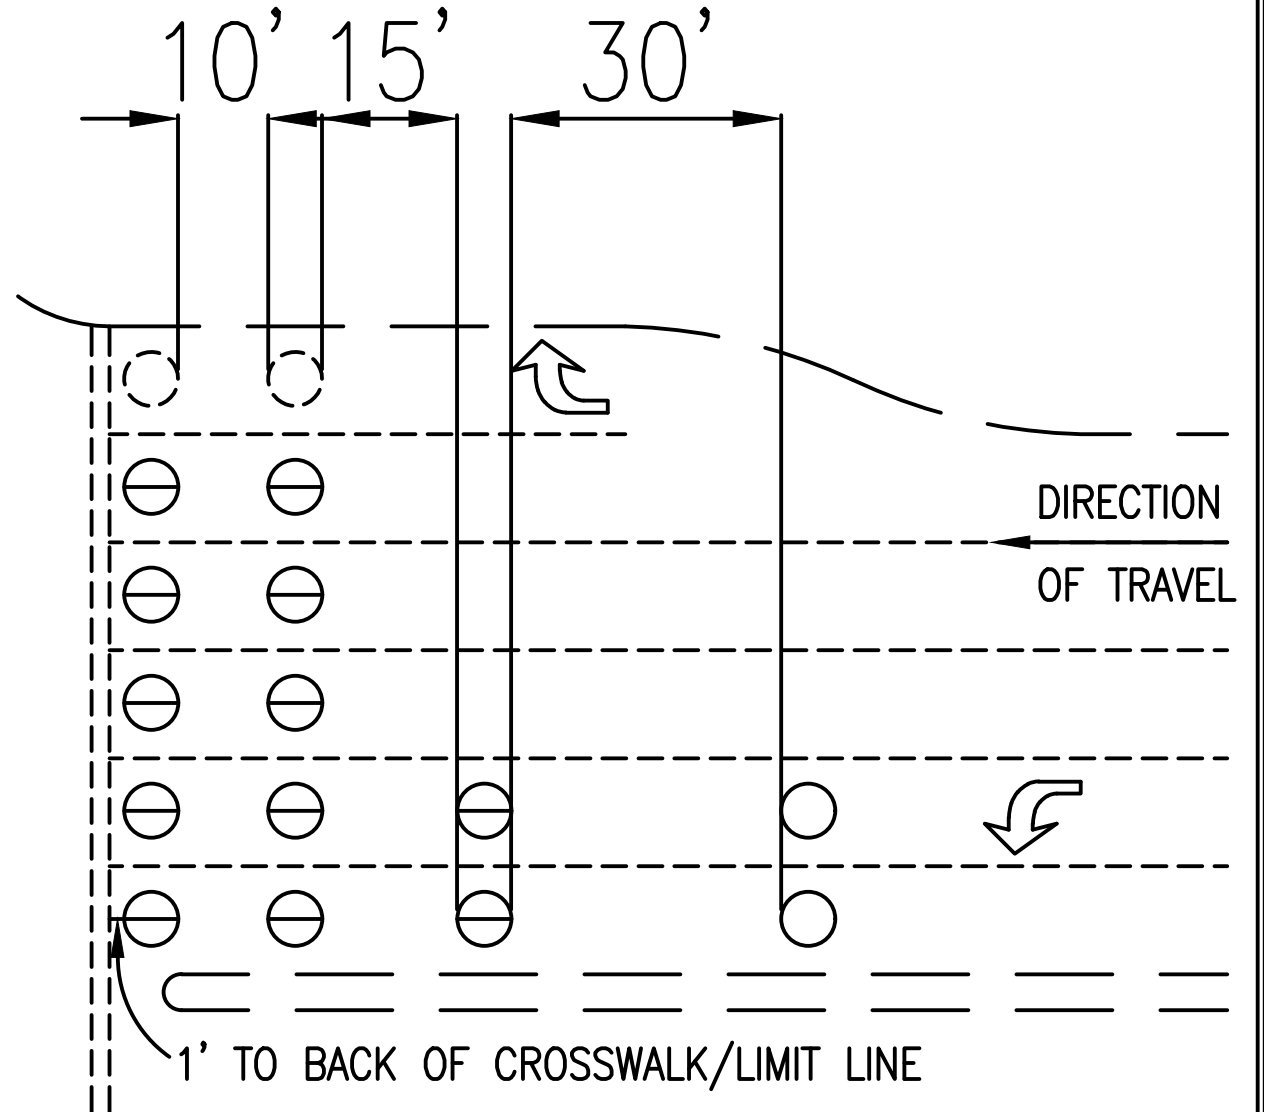 10’ 15’ 30’
DIRECTION
OF TRAVEL
1’ TO BACK OF CROSSWALK/LIMIT LINE